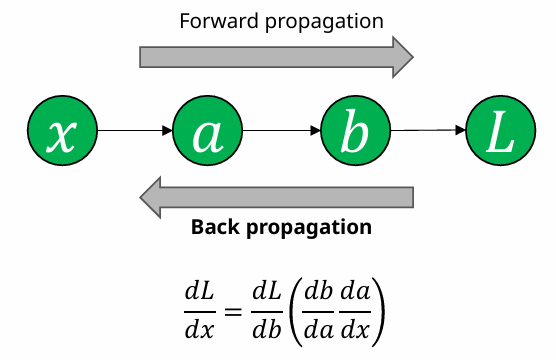 Forward propagation
x a b L
Back propagation
dL/dx = dL/db (db/da da/dx)